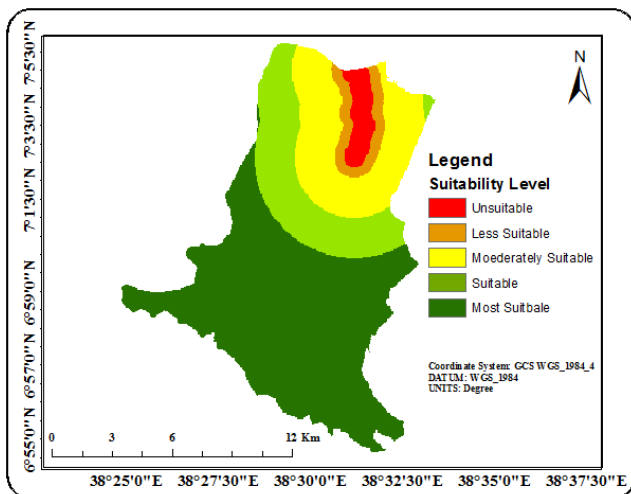 7°5'30"N
7°3'30"N
7°1'30"N
6°59'0"N
6°57'0"N
6°55'0"N
N
Legend
Suitability Level
Unsuitable
Less Suitable
Moederately Suitable
Suitable
Most Suitbale
Coordinate System: GCS WGS_1984_4
DATUM: WGS_1984
UNITS: Degree
0 3 6 12 Km
38°25'0"E 38°27'30"E 38°30'0"E 38°32'30"E 38°35'0"E 38°37'30"E